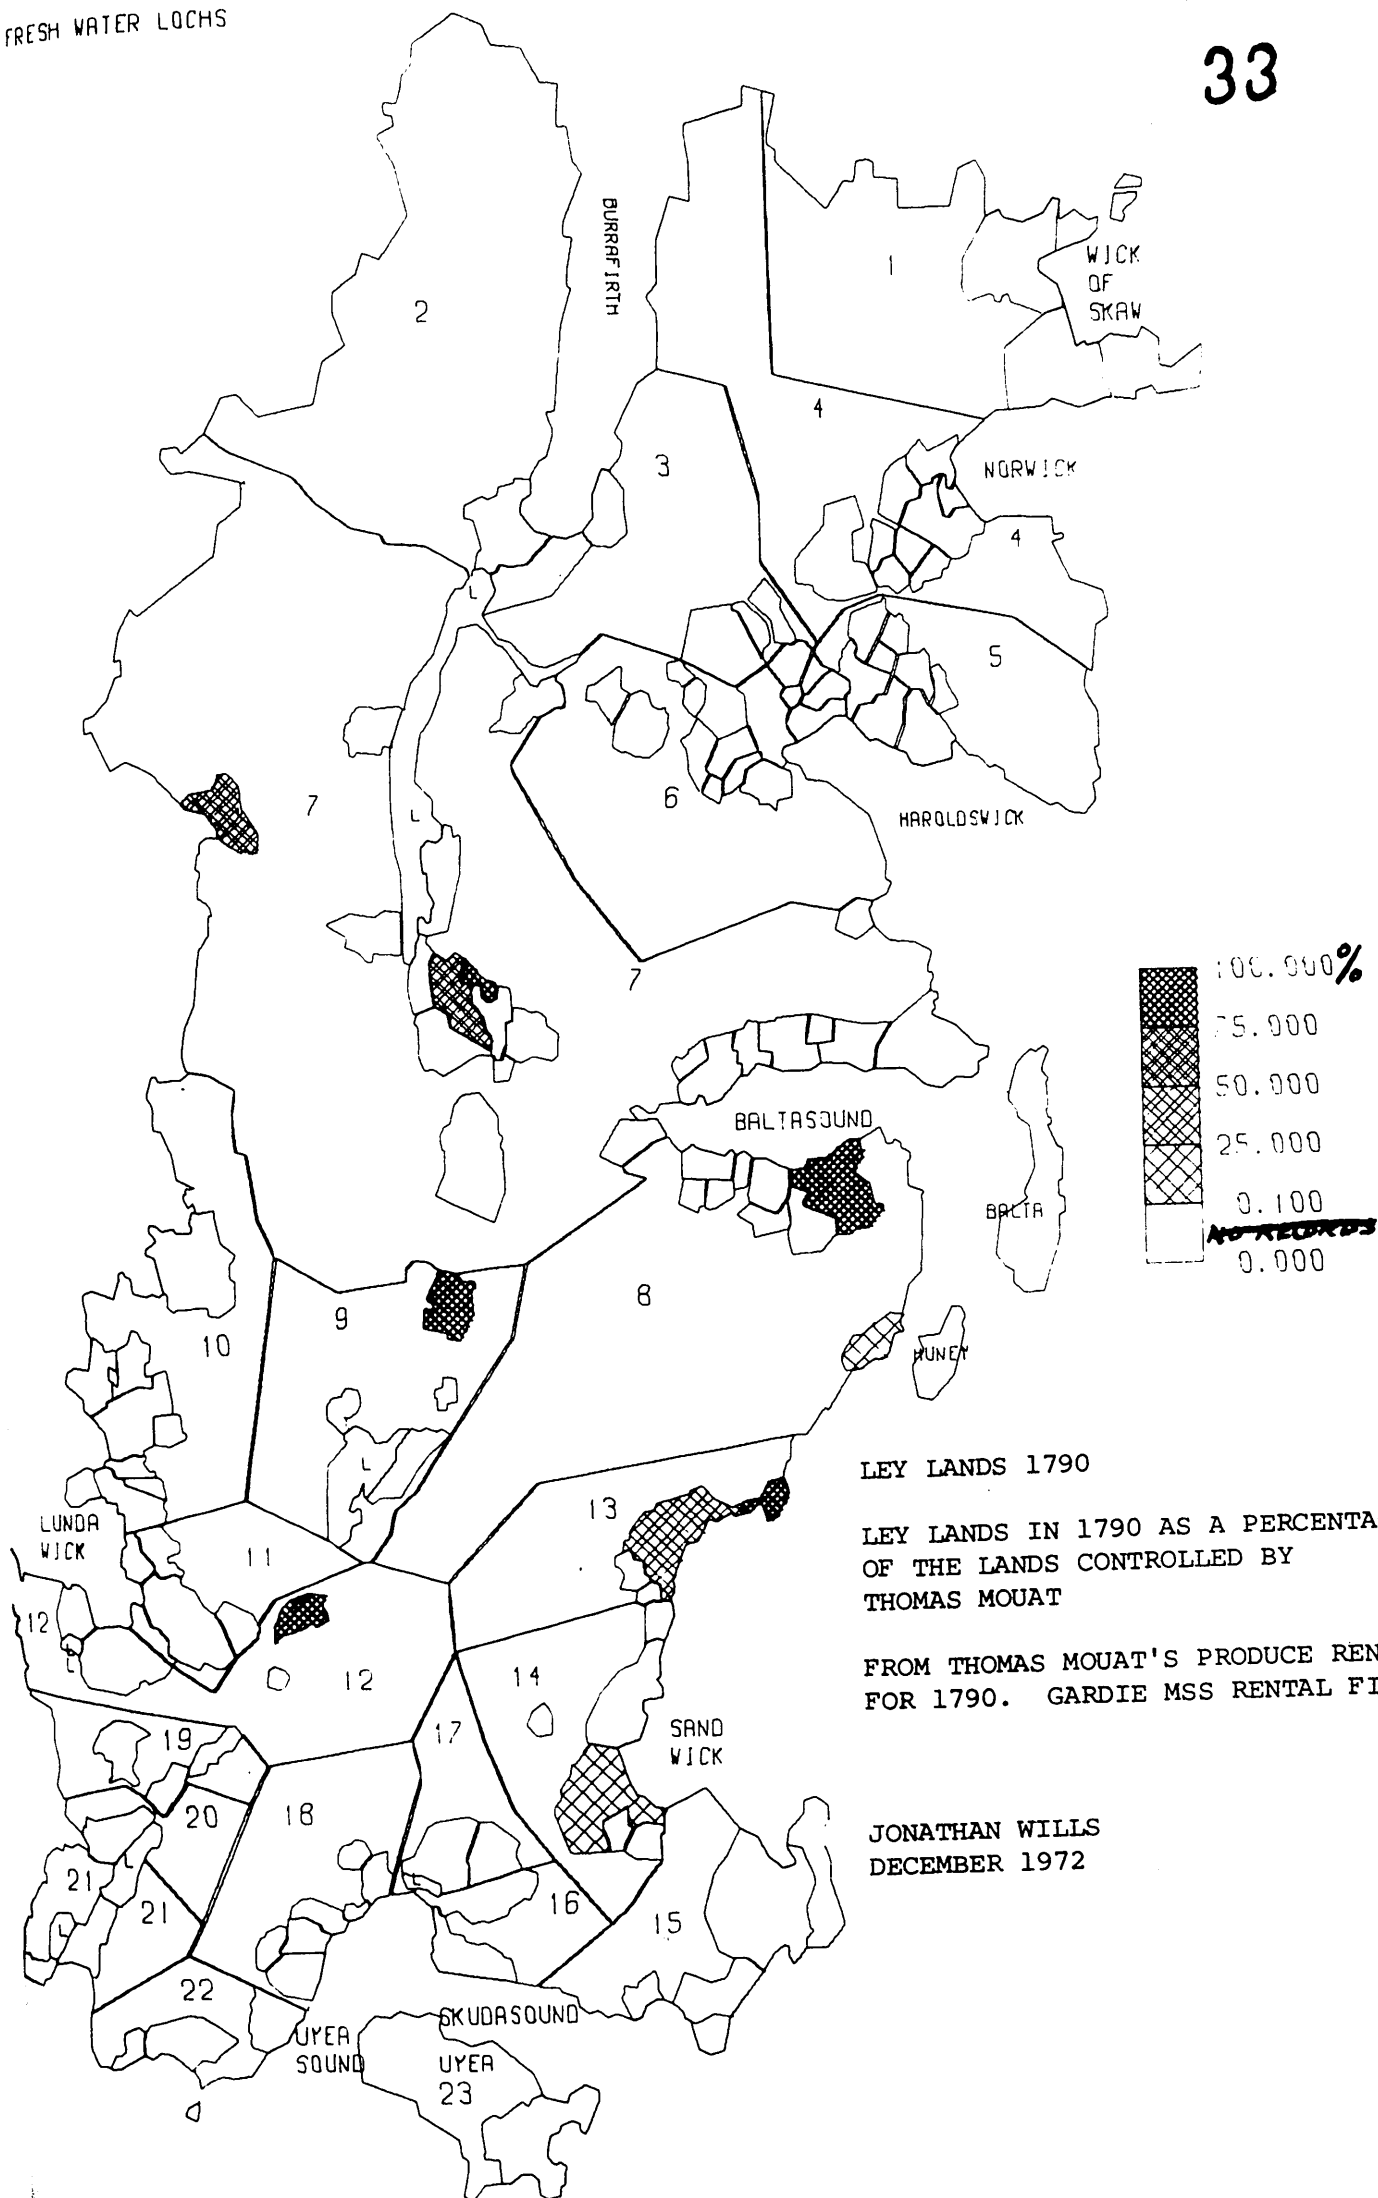 FRESH WATER LOCHS
33
BURRAFIRTH
1
WICK
OF
SKAW
2
4
3
NORWICK
4
L
5
7
L
6
HAROLDSWICK
7
100.000%
75.000
50.000
25.000
0.100
NO RECORDS
0.000
BALTASOUND
BALTA
8
9
10
HUNEY
L
LEY LANDS 1790
13
LUNDA
WICK
11
LEY LANDS IN 1790 AS A PERCENTA
OF THE LANDS CONTROLLED BY
THOMAS MOUAT
12
L
12
14
FROM THOMAS MOUAT'S PRODUCE REN
FOR 1790. GARDIE MSS RENTAL FI
19
17
SAND
WICK
20
18
JONATHAN WILLS
DECEMBER 1972
L
21
L
21
L
16
15
22
SKUDASOUND
UYEA
SOUND
UYEA
23